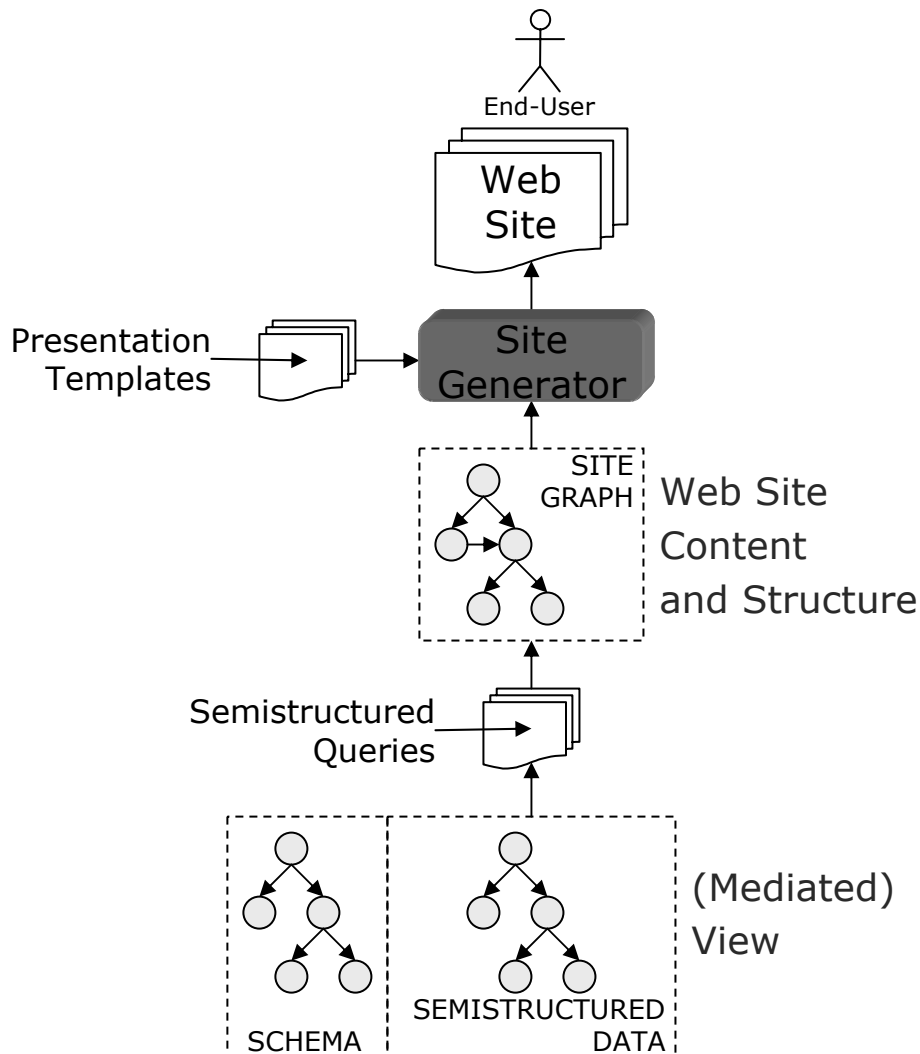 End-User
Web
Site
Presentation
Templates
Site
Generator
SITE
GRAPH
Web Site
Content
and Structure
Semistructured
Queries
(Mediated)
View
SCHEMA
SEMISTRUCTURED
DATA